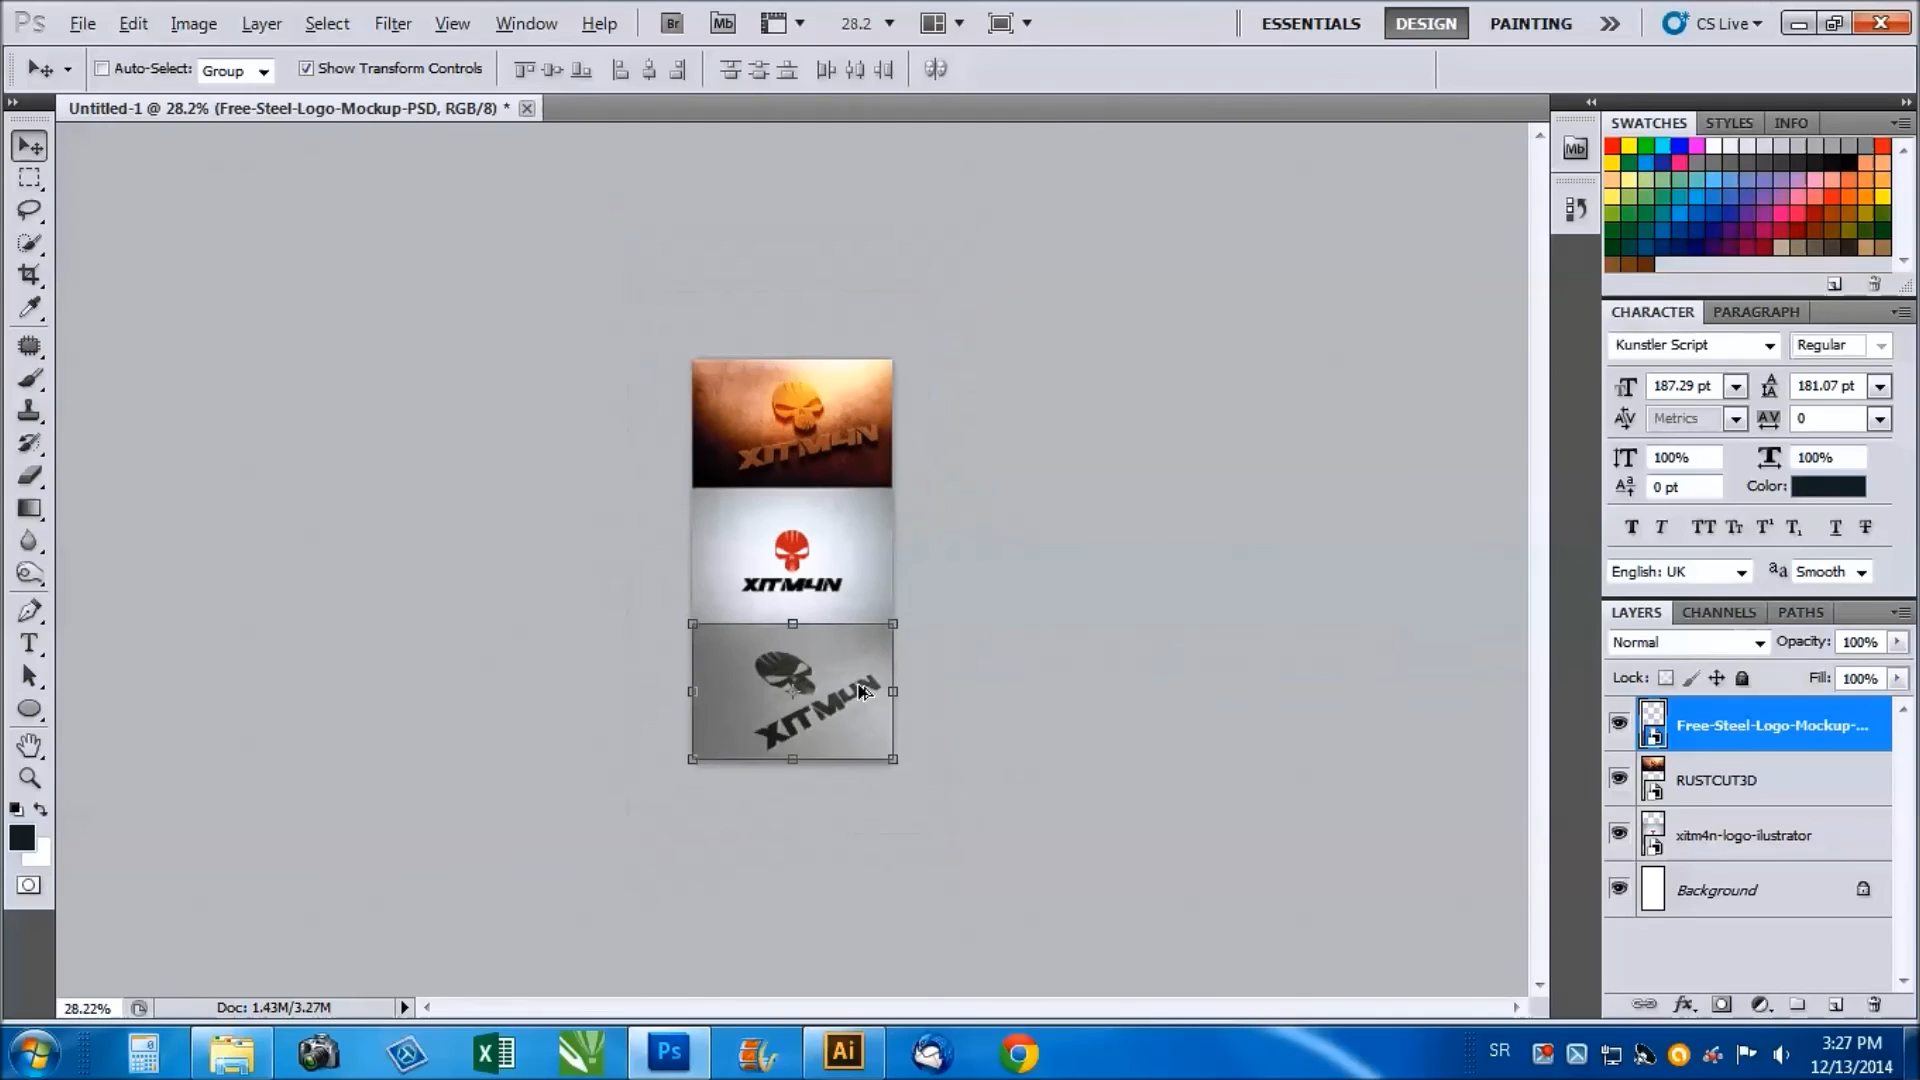 Ps File Edit Image Layer Select Filter View Window Help Br Mb 28.2 ESSENTIALS DESIGN PAINTING CS Live
Auto-Select: Group Show Transform Controls
Untitled-1 @ 28.2% (Free-Steel-Logo-Mockup-PSD, RGB/8) *
SWATCHES STYLES INFO
Mb
CHARACTER PARAGRAPH
Kunstler Script Regular
187.29 pt 181.07 pt
Metrics 0
100% 100%
0 pt Color:
English: UK aa Smooth
LAYERS CHANNELS PATHS
Normal Opacity: 100%
Lock: Fill: 100%
Free-Steel-Logo-Mockup-...
RUSTCUT3D
xitm4n-logo-ilustrator
Background
XITM4N
XITM4N
XITM4N
28.22% Doc: 1.43M/3.27M
Ps Ai SR 3:27 PM
12/13/2014